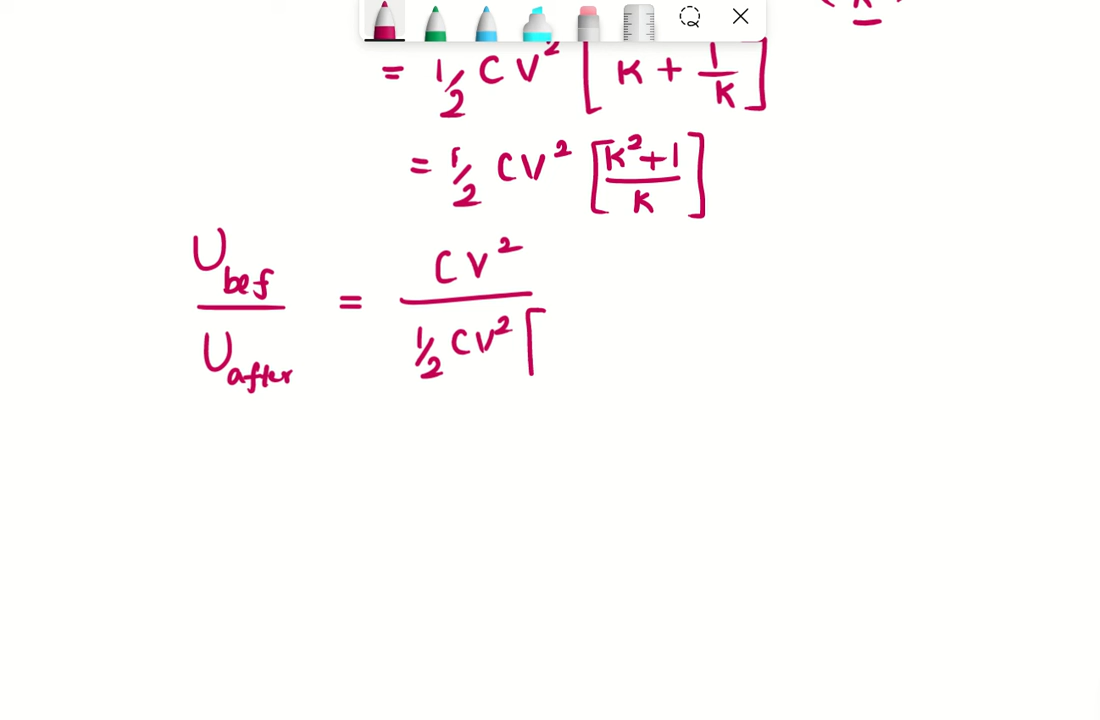 = 1/2 CV² [K + 1/K]
= 1/2 CV² [K²+1/K]
U_bef/U_after = CV²/1/2 CV² [